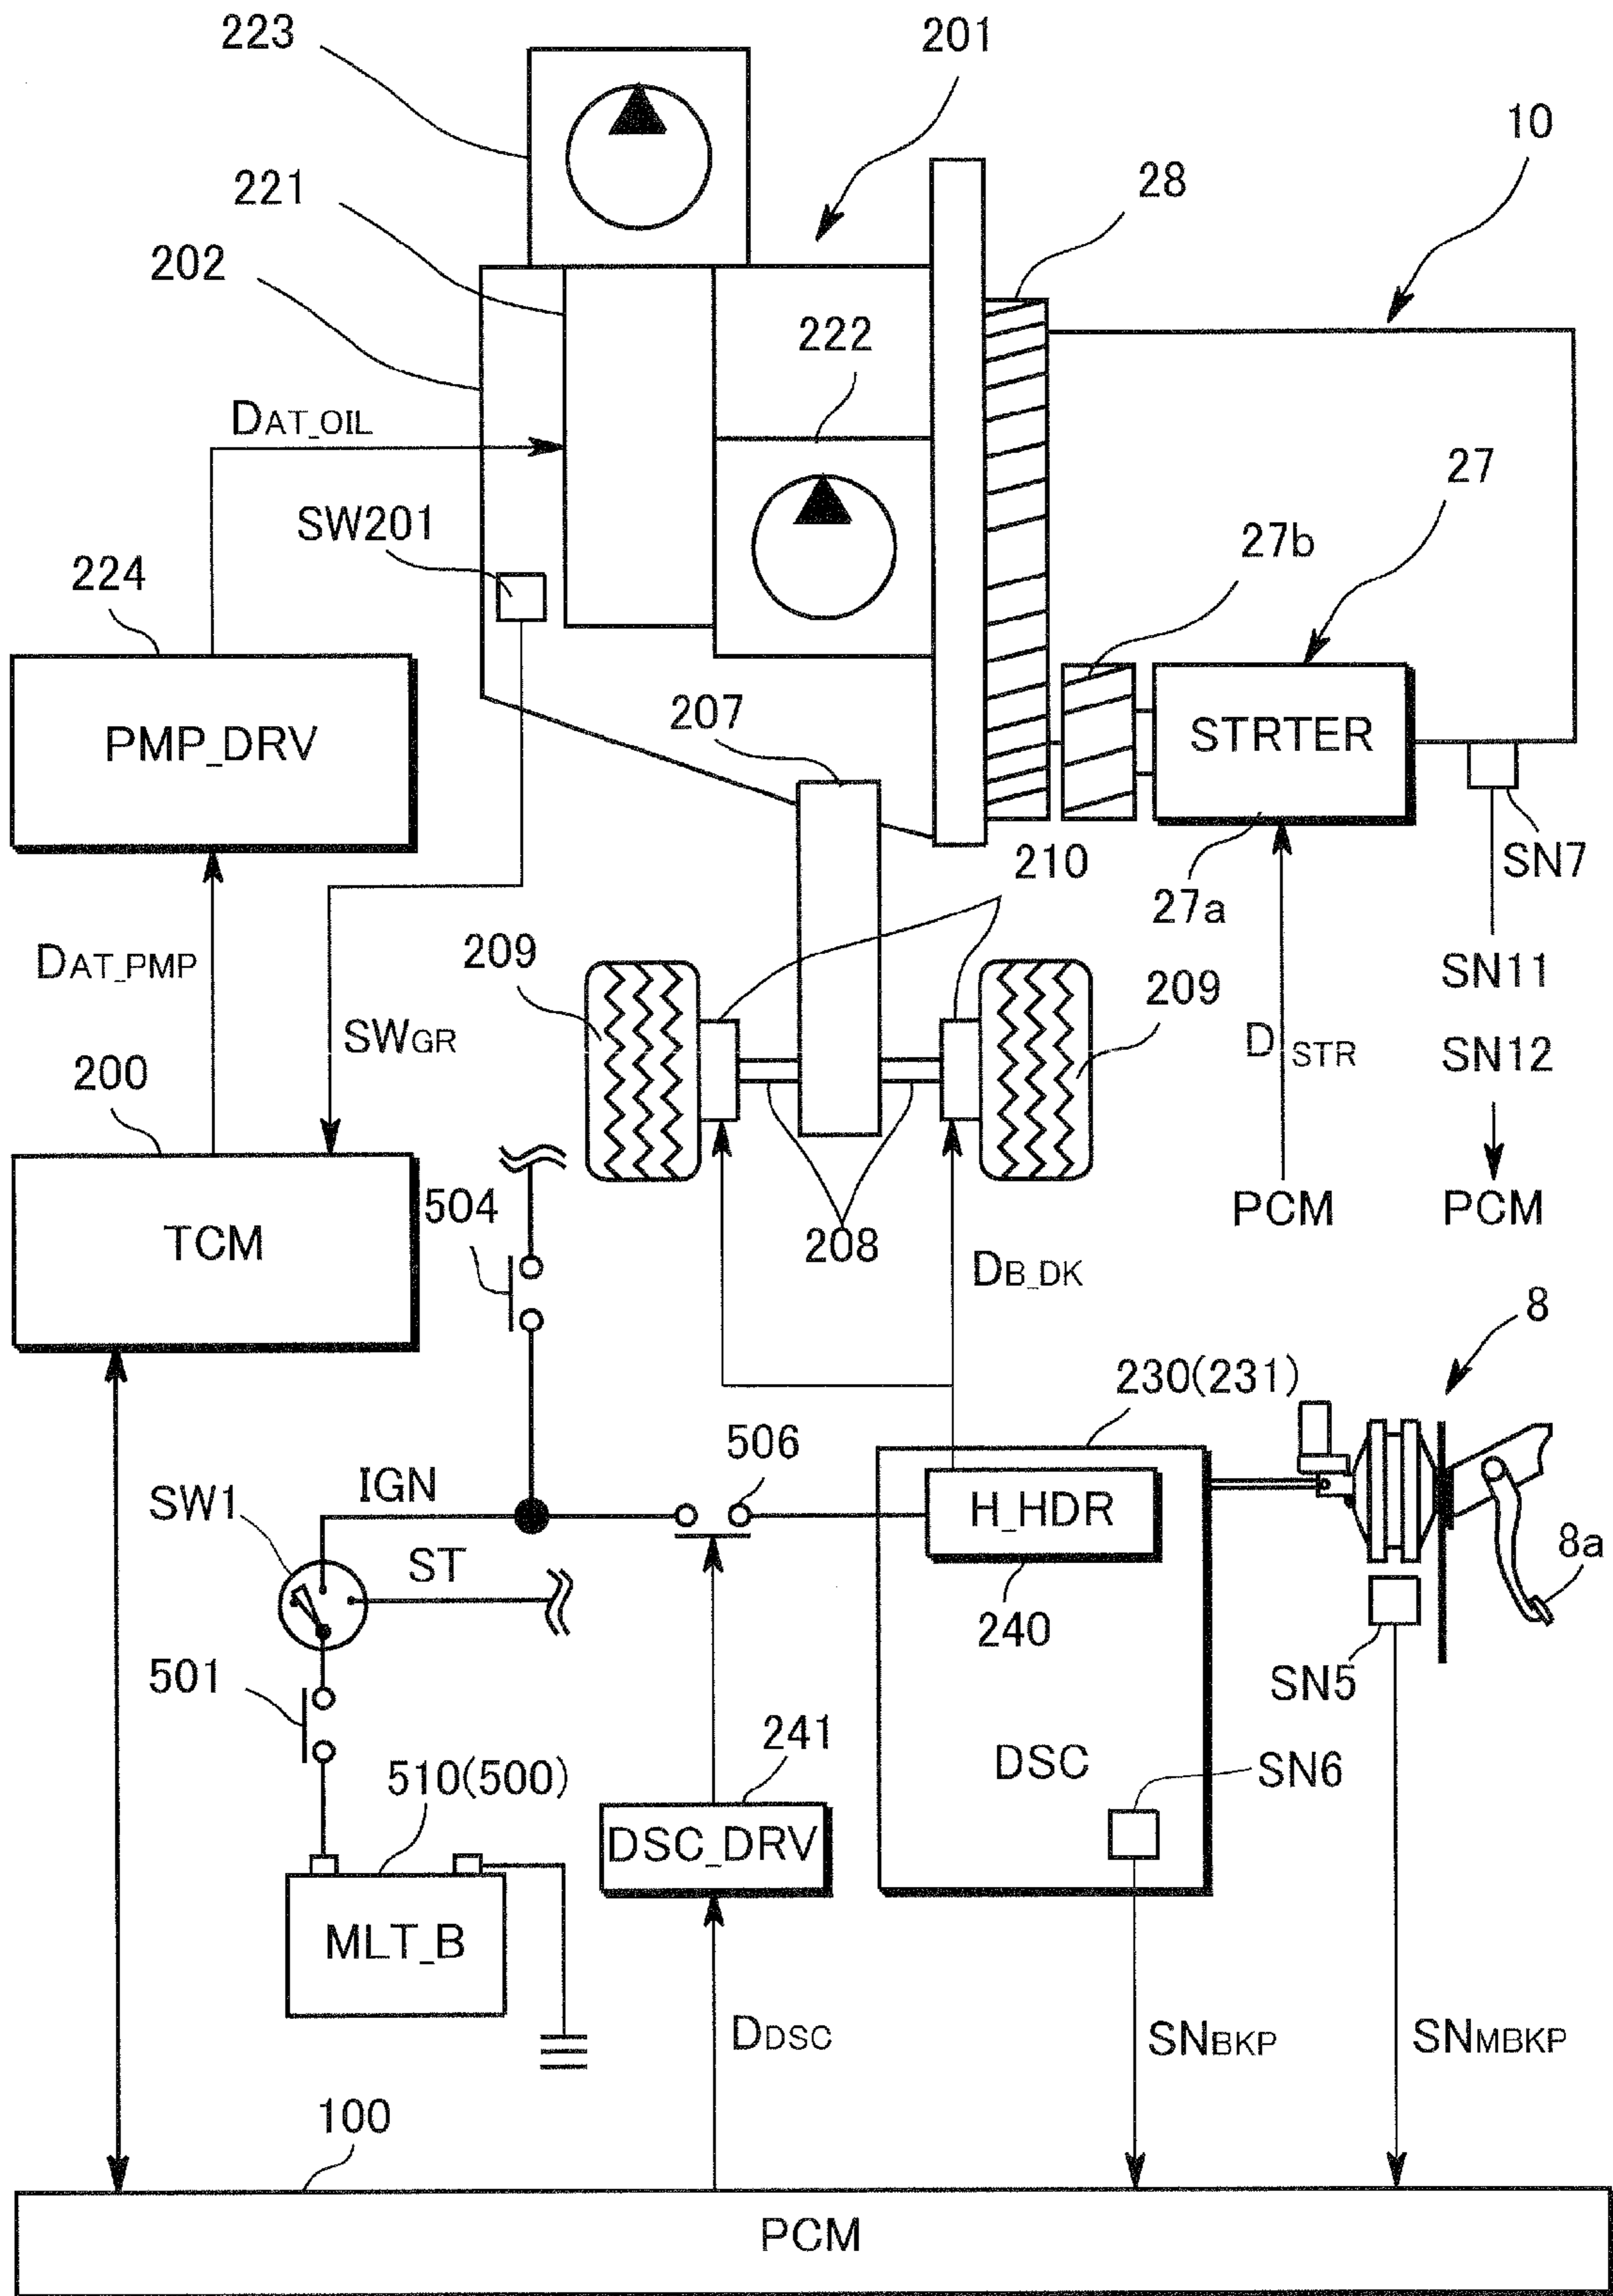 223
201
10
221
28
202
222
DAT_OIL
27
SW201
27b
224
207
PMP_DRV
STRTER
210
SN7
27a
DAT_PMP
209
SN11
209
SWGR
D STR
SN12
200
504
208
PCM
PCM
TCM
DB_DK
8
230(231)
506
IGN
SW1
H_HDR
ST
8a
240
501
SN5
241
DSC
SN6
510(500)
DSC_DRV
MLT_B
DDSC
SNBKP
SNMBKP
100
PCM